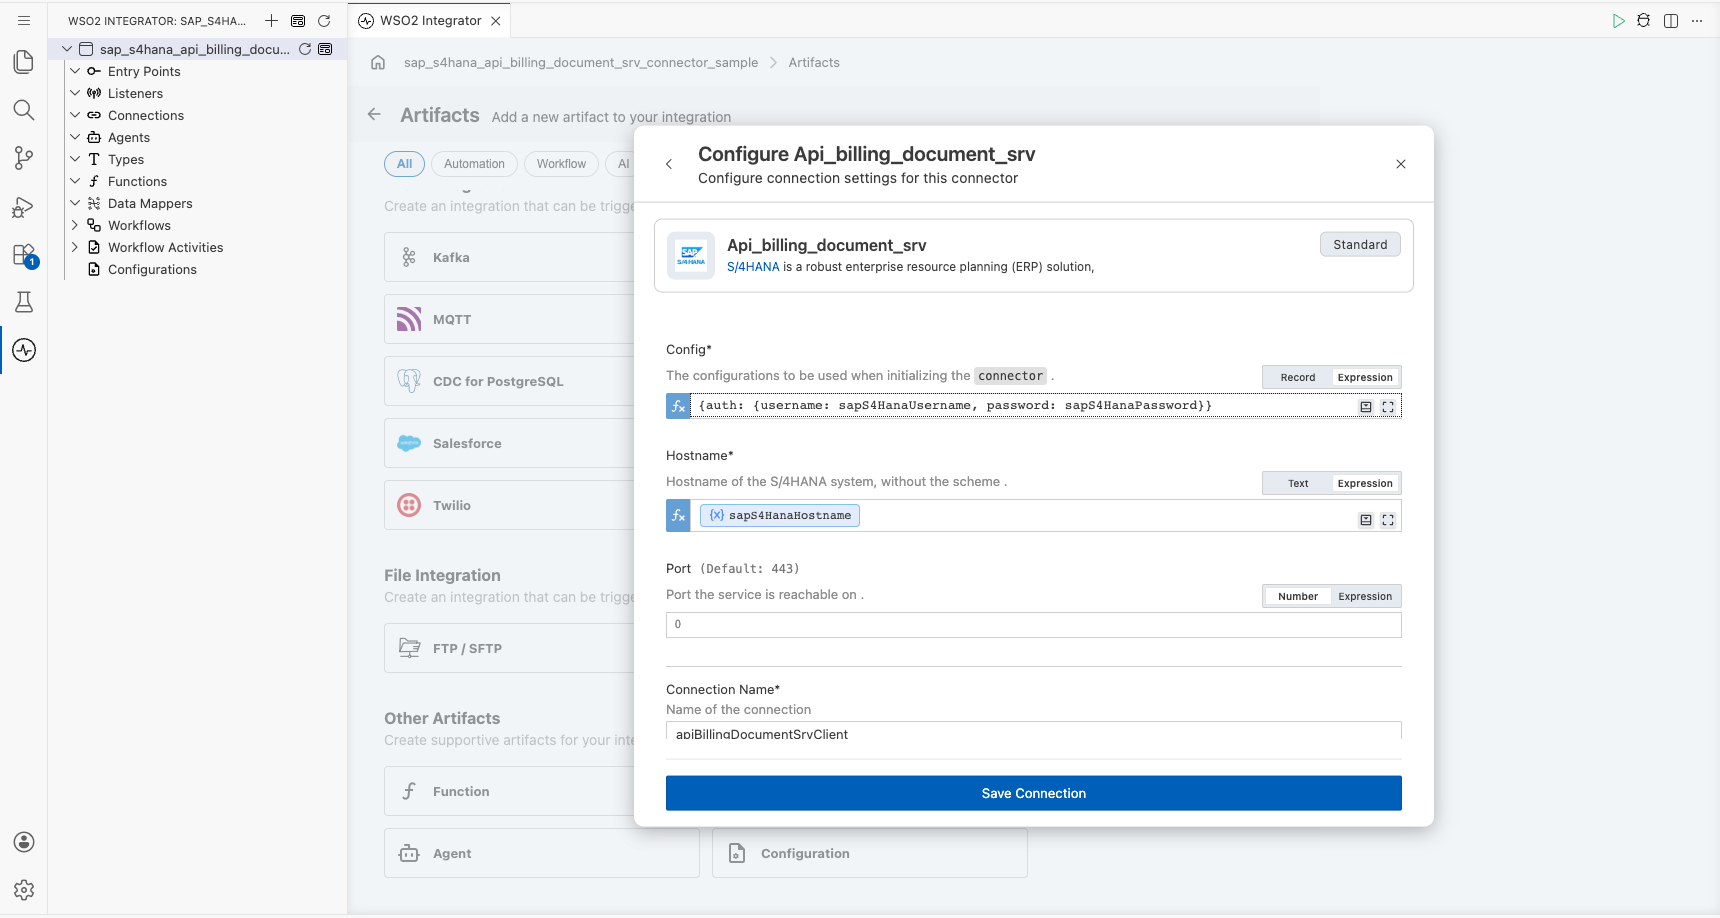 WSO2 INTEGRATOR: SAP_S4HA...
WSO2 Integrator
sap_s4hana_api_billing_docu...
Entry Points
Listeners
Connections
Agents
Types
Functions
Data Mappers
Workflows
Workflow Activities
Configurations
1
sap_s4hana_api_billing_document_srv_connector_sample
Artifacts
Artifacts
Add a new artifact to your integration
All
Automation
Workflow
AI
Create an integration that can be trigge
Kafka
MQTT
CDC for PostgreSQL
Salesforce
Twilio
File Integration
Create an integration that can be trigge
FTP / SFTP
Other Artifacts
Create supportive artifacts for your inte
Function
Agent
Configuration
Configure Api_billing_document_srv
Configure connection settings for this connector
SAP
S/4HANA
Api_billing_document_srv
Standard
S/4HANA is a robust enterprise resource planning (ERP) solution,
Config*
The configurations to be used when initializing the connector .
Record
Expression
fx
{auth: {username: sapS4HanaUsername, password: sapS4HanaPassword}}
Hostname*
Hostname of the S/4HANA system, without the scheme .
Text
Expression
fx
{x} sapS4HanaHostname
Port (Default: 443)
Port the service is reachable on .
Number
Expression
0
Connection Name*
Name of the connection
apiBillingDocumentSrvClient
Save Connection